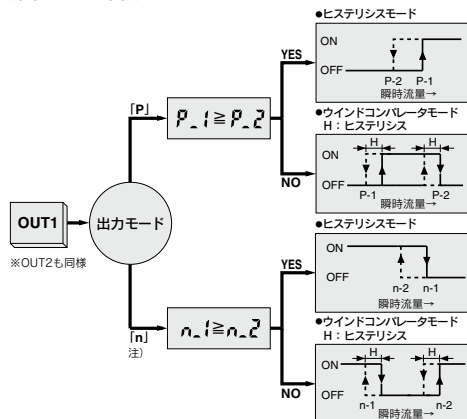 ●ヒステリシスモード
ON
OFF
P-2 P-1
瞬時流量→
YES
「P」
P_1≧P_2
●ウインドコンパレータモード
H：ヒステリシス
H H
ON
OFF
P-1 P-2
瞬時流量→
NO
OUT1
出力モード
※OUT2も同様
●ヒステリシスモード
ON
OFF
n-2 n-1
瞬時流量→
YES
「n」
注）
n_1≧n_2
●ウインドコンパレータモード
H：ヒステリシス
H H
ON
OFF
n-1 n-2
瞬時流量→
NO